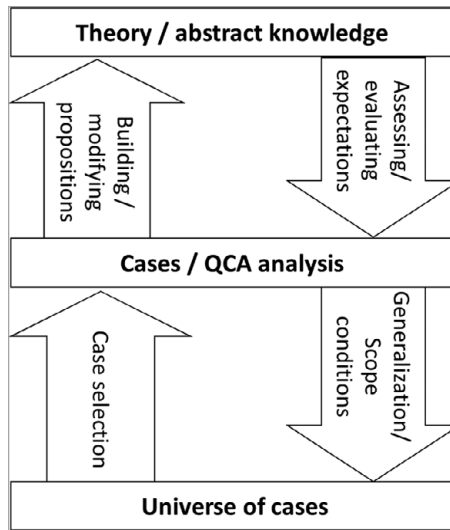 Theory / abstract knowledge
Building/
modifying
propositions
Assessing/
evaluating
expectations
Cases / QCA analysis
Case selection
Generalization/
Scope
conditions
Universe of cases